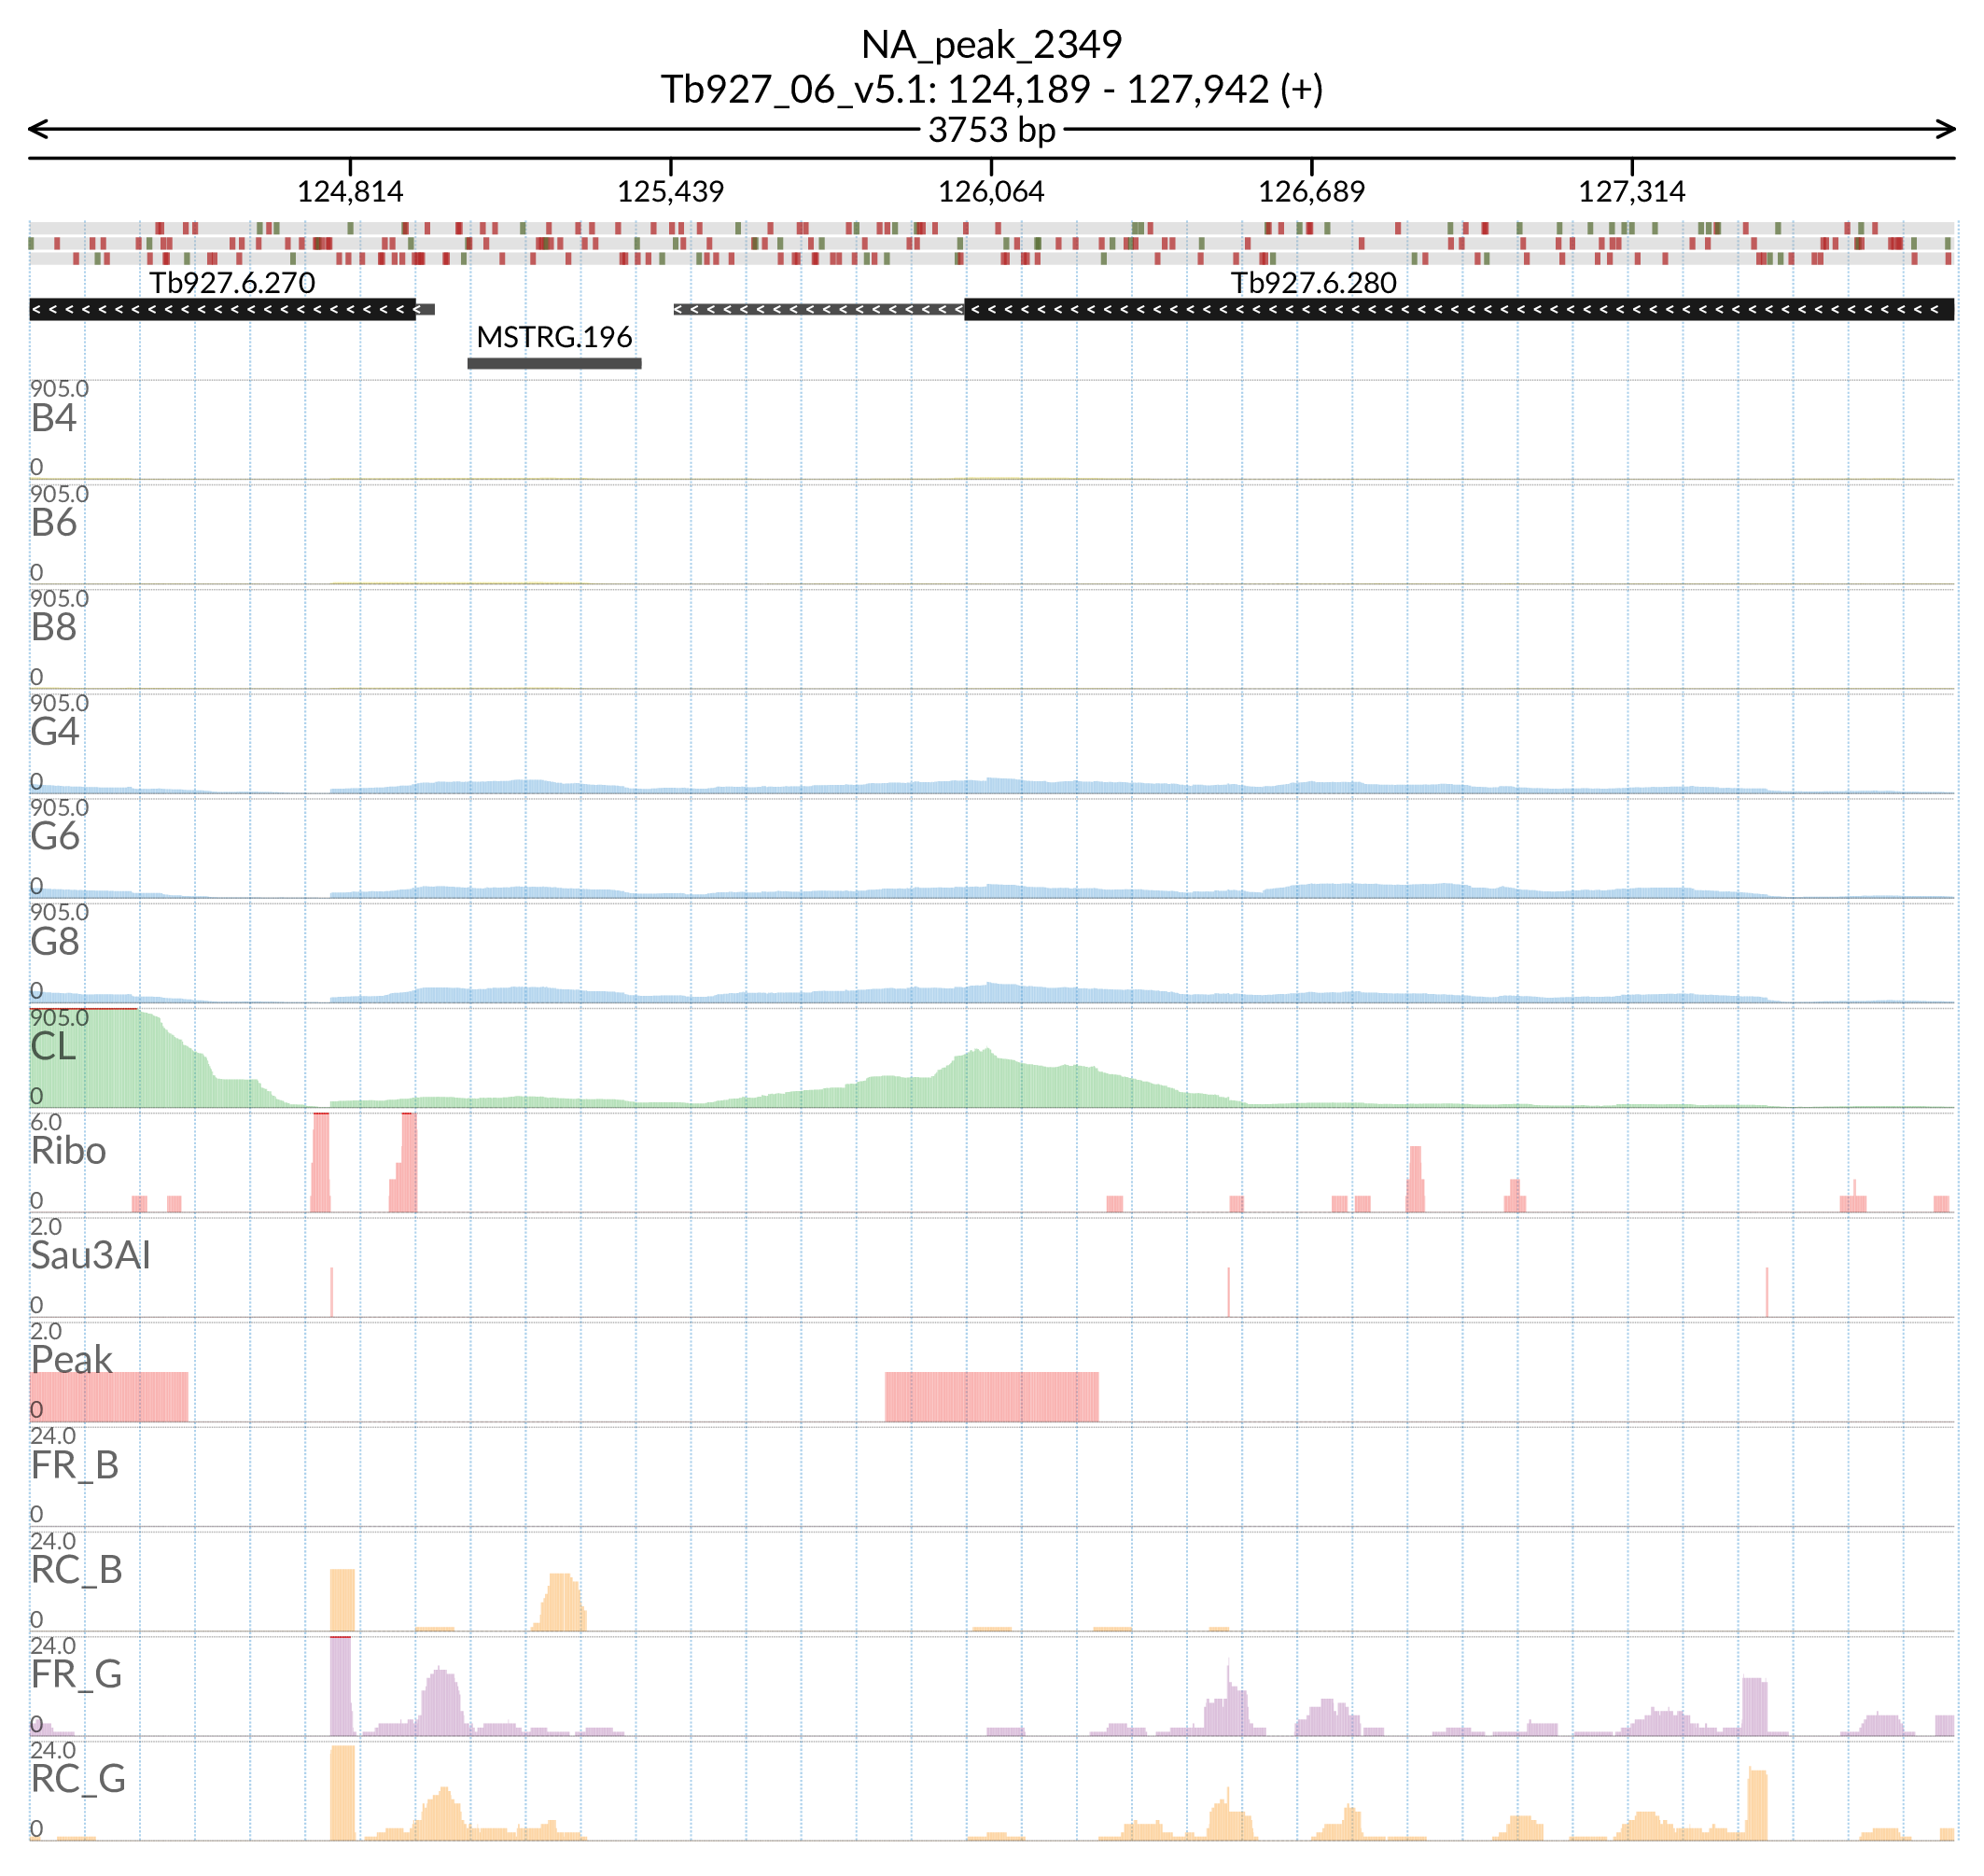 NA_peak_2349
Tb927_06_v5.1: 124,189 - 127,942 (+)
3753 bp
124,814 125,439 126,064 126,689 127,314
Tb927.6.270 Tb927.6.280
MSTRG.196
905.0
B4
0
905.0
B6
0
905.0
B8
0
905.0
G4
0
905.0
G6
0
905.0
G8
0
905.0
CL
0
6.0
Ribo
0
2.0
Sau3AI
0
2.0
Peak
0
24.0
FR_B
0
24.0
RC_B
0
24.0
FR_G
0
24.0
RC_G
0